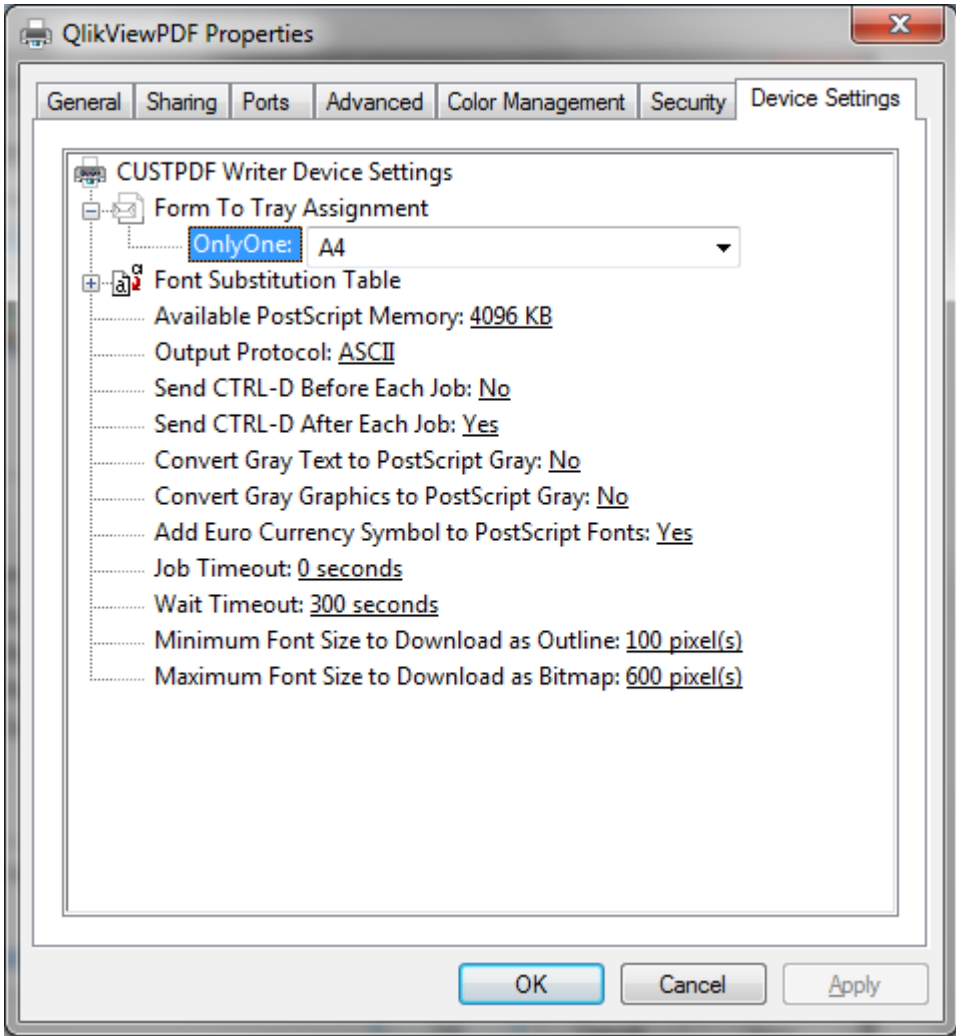 QlikViewPDF Properties
General Sharing Ports Advanced Color Management Security Device Settings
CUSTPDF Writer Device Settings
Form To Tray Assignment
OnlyOne: A4
Font Substitution Table
Available PostScript Memory: 4096 KB
Output Protocol: ASCII
Send CTRL-D Before Each Job: No
Send CTRL-D After Each Job: Yes
Convert Gray Text to PostScript Gray: No
Convert Gray Graphics to PostScript Gray: No
Add Euro Currency Symbol to PostScript Fonts: Yes
Job Timeout: 0 seconds
Wait Timeout: 300 seconds
Minimum Font Size to Download as Outline: 100 pixel(s)
Maximum Font Size to Download as Bitmap: 600 pixel(s)
OK Cancel Apply